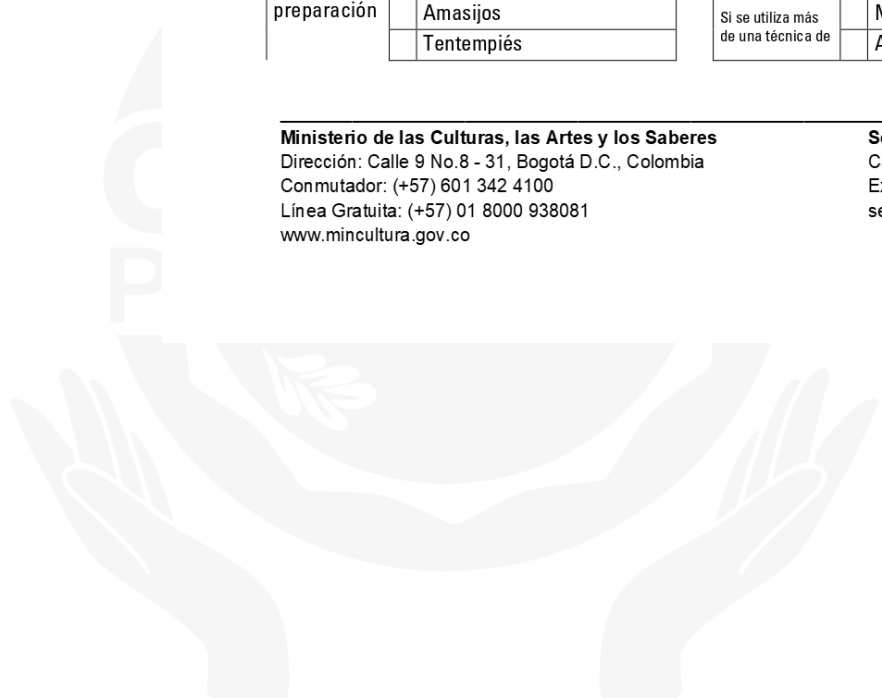 preparación
Amasijos
Tentempiés
Si se utiliza más
de una técnica de
Ministerio de las Culturas, las Artes y los Saberes
Dirección: Calle 9 No.8 - 31, Bogotá D.C., Colombia
Conmutador: (+57) 601 342 4100
Línea Gratuita: (+57) 01 8000 938081
www.mincultura.gov.co